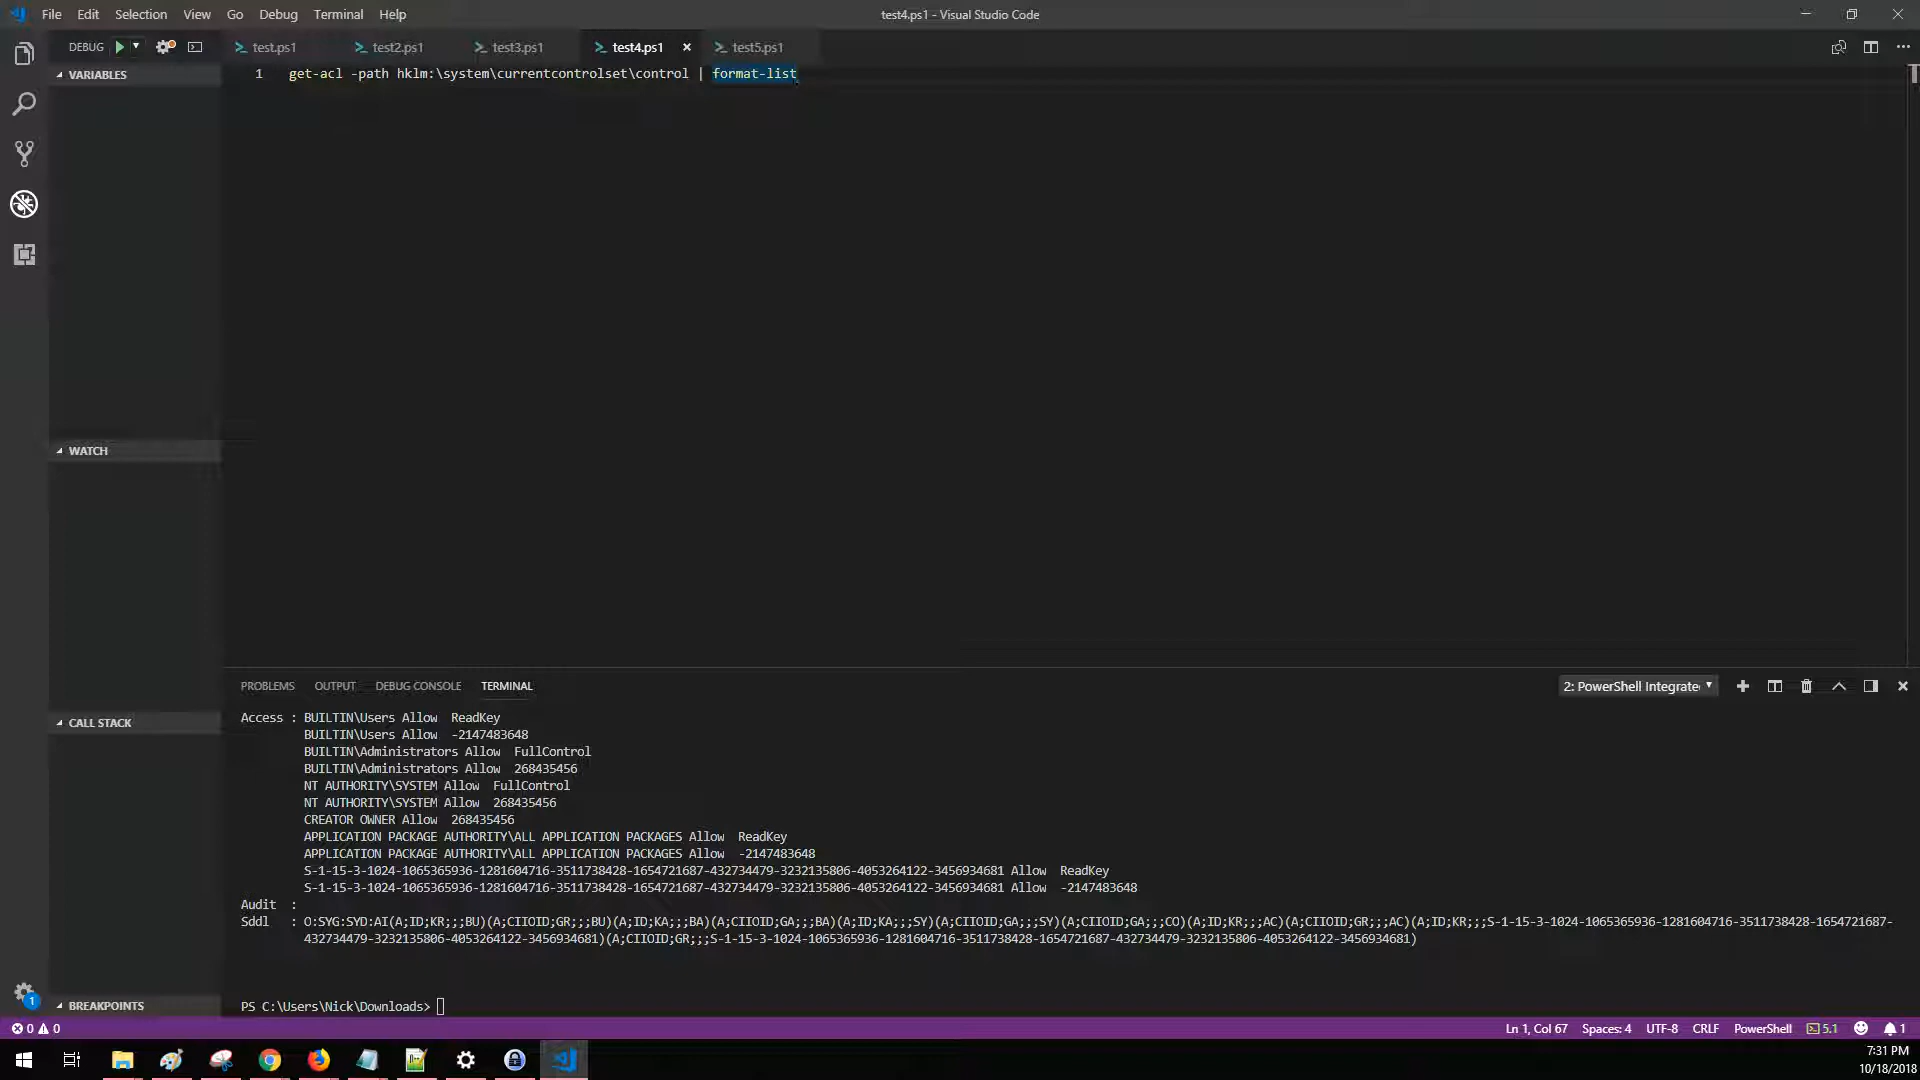 File Edit Selection View Go Debug Terminal Help
test4.ps1 - Visual Studio Code
DEBUG
test.ps1 test2.ps1 test3.ps1 test4.ps1 test5.ps1
VARIABLES
1 get-acl -path hklm:\system\currentcontrolset\control | format-list
WATCH
CALL STACK
BREAKPOINTS
PROBLEMS OUTPUT DEBUG CONSOLE TERMINAL
2: PowerShell Integrate
Access : BUILTIN\Users Allow  ReadKey
BUILTIN\Users Allow  -2147483648
BUILTIN\Administrators Allow  FullControl
BUILTIN\Administrators Allow  268435456
NT AUTHORITY\SYSTEM Allow  FullControl
NT AUTHORITY\SYSTEM Allow  268435456
CREATOR OWNER Allow  268435456
APPLICATION PACKAGE AUTHORITY\ALL APPLICATION PACKAGES Allow  ReadKey
APPLICATION PACKAGE AUTHORITY\ALL APPLICATION PACKAGES Allow  -2147483648
S-1-15-3-1024-1065365936-1281604716-3511738428-1654721687-432734479-3232135806-4053264122-3456934681 Allow  ReadKey
S-1-15-3-1024-1065365936-1281604716-3511738428-1654721687-432734479-3232135806-4053264122-3456934681 Allow  -2147483648
Audit  :
Sddl   : O:SYG:SYD:AI(A;ID;KR;;;BU)(A;CIIOID;GR;;;BU)(A;ID;KA;;;BA)(A;CIIOID;GA;;;BA)(A;ID;KA;;;SY)(A;CIIOID;GA;;;SY)(A;CIIOID;GA;;;CO)(A;ID;KR;;;AC)(A;CIIOID;GR;;;AC)(A;ID;KR;;;S-1-15-3-1024-1065365936-1281604716-3511738428-1654721687-
432734479-3232135806-4053264122-3456934681)(A;CIIOID;GR;;;S-1-15-3-1024-1065365936-1281604716-3511738428-1654721687-432734479-3232135806-4053264122-3456934681)
PS C:\Users\Nick\Downloads>
1
0 0
Ln 1, Col 67 Spaces: 4 UTF-8 CRLF PowerShell 5.1 1
7:31 PM
10/18/2018